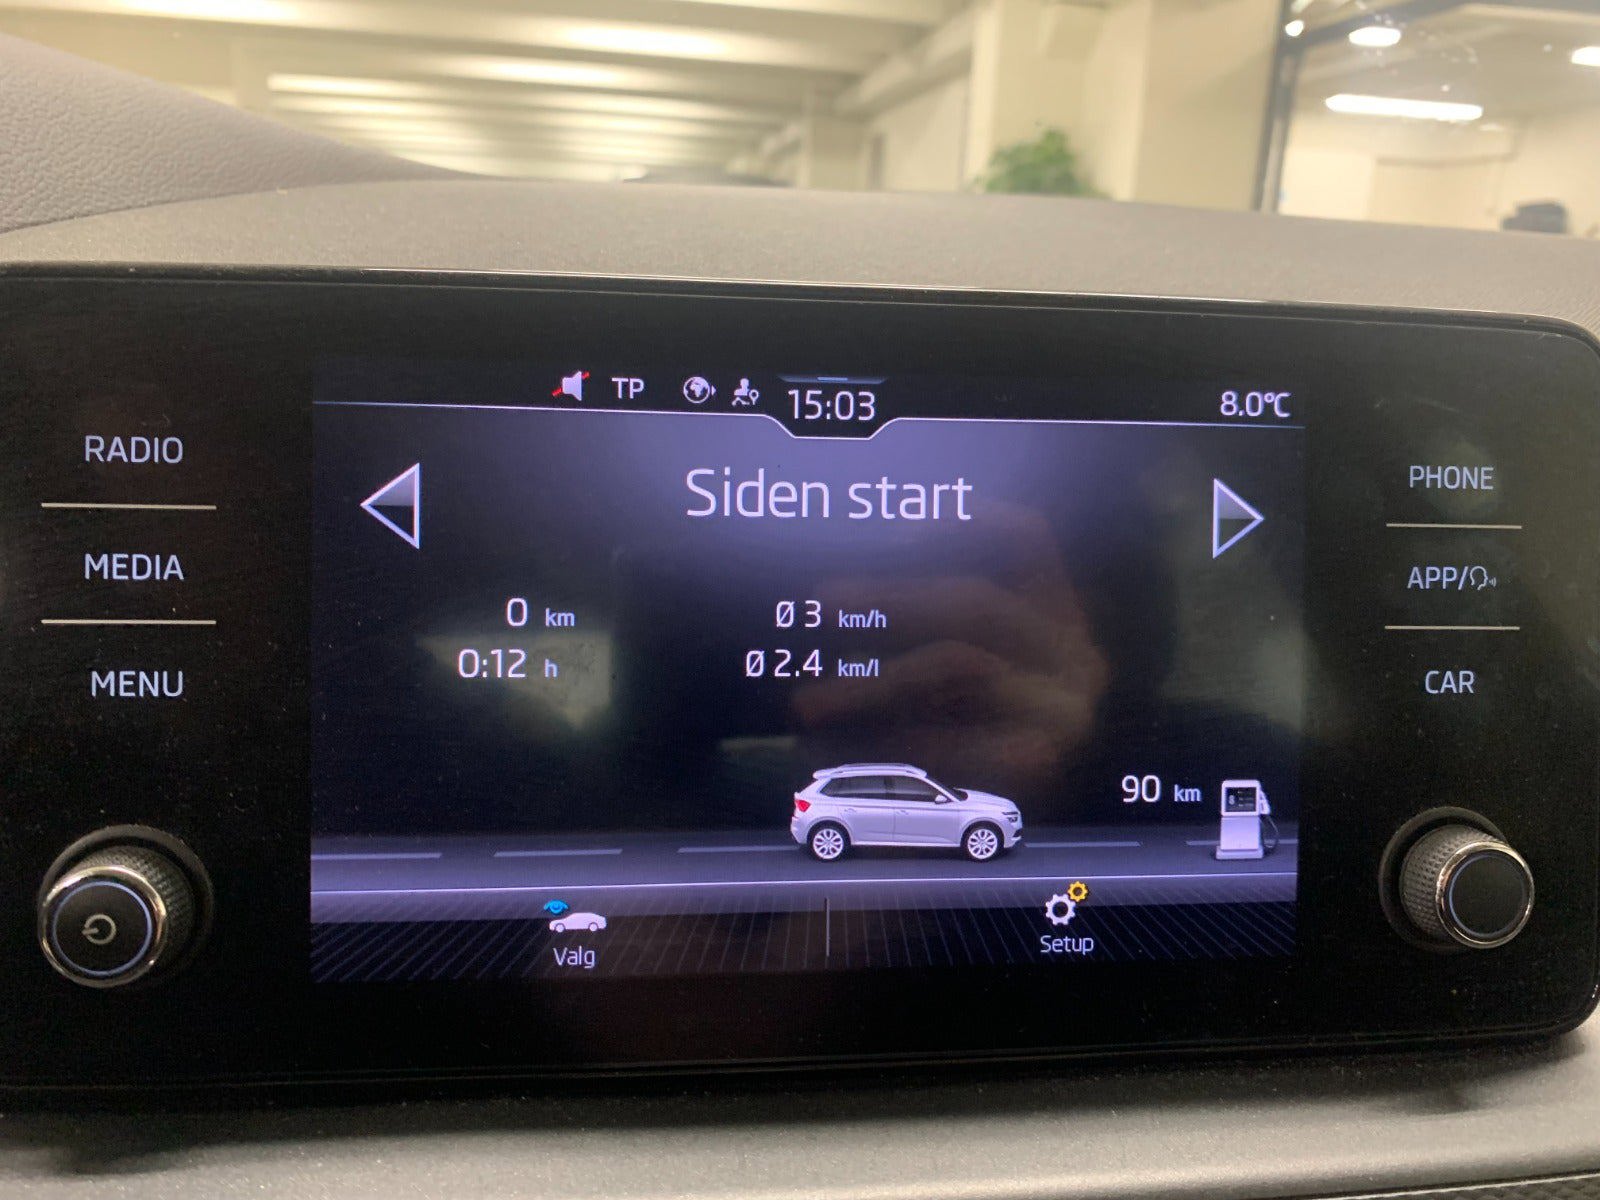 TP
15:03
8.0°C
RADIO
MEDIA
MENU
Siden start
0 km
Ø 3 km/h
0:12 h
Ø 2.4 km/l
90 km
Valg
Setup
PHONE
APP/
CAR